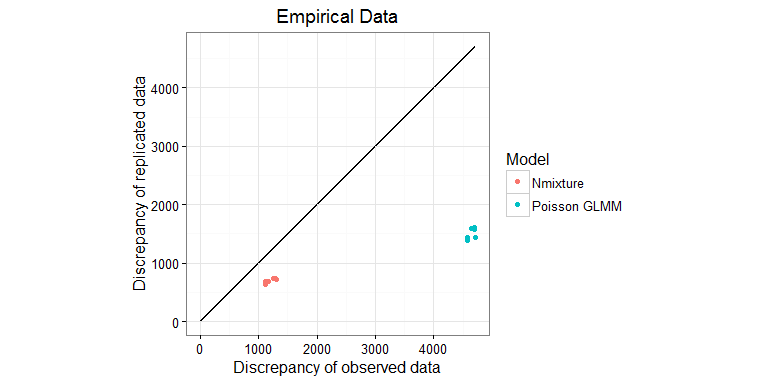 Empirical Data
Discrepancy of replicated data
4000
3000
2000
1000
0
0 1000 2000 3000 4000
Discrepancy of observed data
Model
Nmixture
Poisson GLMM